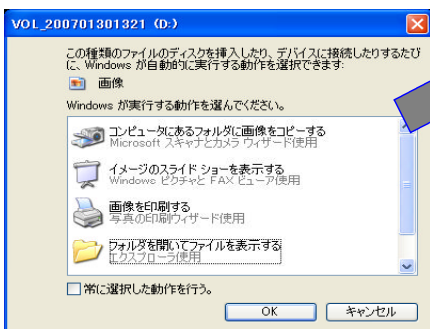 VOL_200701301321 (D:)
この種類のファイルのディスクを挿入したり、デバイスに接続したりするたび
に、Windows が自動的に実行する動作を選択できます:
画像
Windows が実行する動作を選んでください。
コンピュータにあるフォルダに画像をコピーする
Microsoft スキャナとカメラ ウィザード使用
イメージのスライド ショーを表示する
Windows ピクチャと FAX ビューア使用
画像を印刷する
写真の印刷ウィザード使用
フォルダを開いてファイルを表示する
エクスプローラ使用
常に選択した動作を行う。
OK
キャンセル